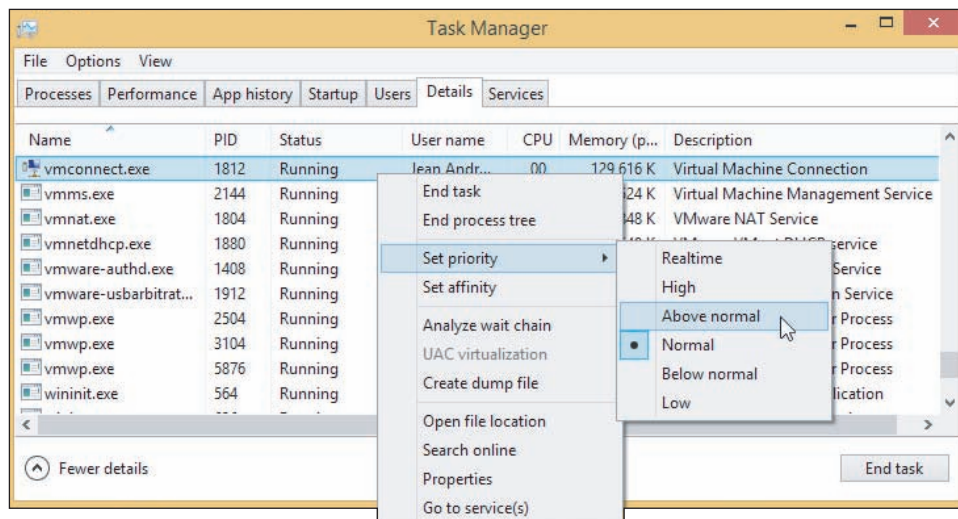 Task Manager
File Options View
Processes Performance App history Startup Users Details Services
Name PID Status User name CPU Memory (p... Description
vmconnect.exe 1812 Running Jean Andr... 00 129,616 K Virtual Machine Connection
vmms.exe 2144 Running 624 K Virtual Machine Management Service
vmnat.exe 1804 Running 348 K VMware NAT Service
vmnetdhcp.exe 1880 Running service
vmware-authd.exe 1408 Running Service
vmware-usbarbitrat... 1912 Running n Service
vmwp.exe 2504 Running r Process
vmwp.exe 3104 Running r Process
vmwp.exe 5876 Running r Process
wininit.exe 564 Running lication
End task
End process tree
Set priority
Set affinity
Analyze wait chain
UAC virtualization
Create dump file
Open file location
Search online
Properties
Go to service(s)
Realtime
High
Above normal
Normal
Below normal
Low
Fewer details
End task